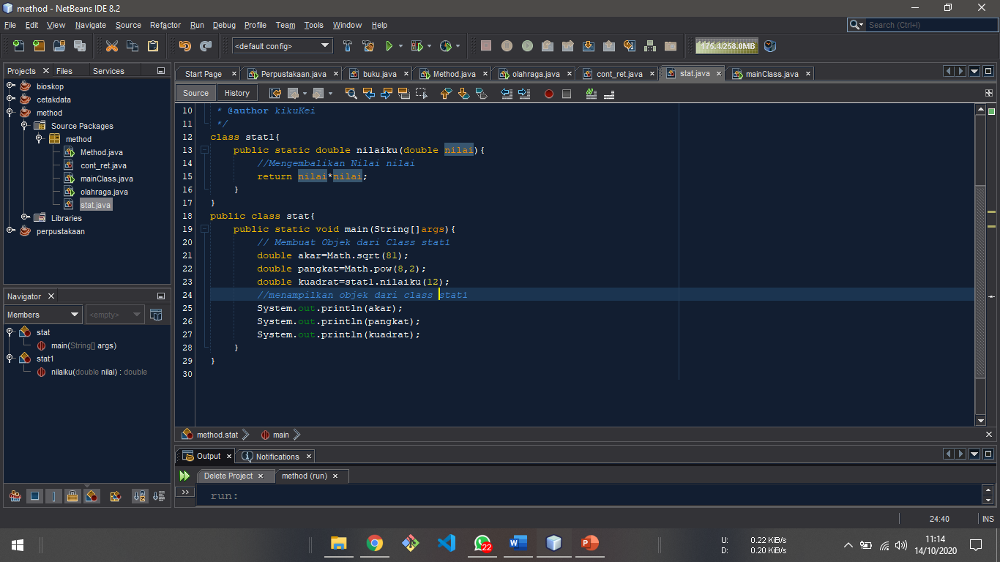 method - NetBeans IDE 8.2
File Edit View Navigate Source Refactor Run Debug Profile Team Tools Window Help
Search (Ctrl+I)
<default config>
175.4/258.0MB
Projects Files Services
bioskop
cetakdata
method
Source Packages
method
Method.java
cont_ret.java
mainClass.java
olahraga.java
stat.java
Libraries
perpustakaan
Start Page Perpustakaan.java buku.java Method.java olahraga.java cont_ret.java stat.java mainClass.java
Source History
10 * @author kikuKei
11 */
12 class stat1{
13 public static double nilaiku(double nilai){
14 //Mengembalikan Nilai nilai
15 return nilai*nilai;
16 }
17 }
18 public class stat{
19 public static void main(String[]args){
20 // Membuat Objek dari Class stat1
21 double akar=Math.sqrt(81);
22 double pangkat=Math.pow(8,2);
23 double kuadrat=stat1.nilaiku(12);
24 //menampilkan objek dari class stat1
25 System.out.println(akar);
26 System.out.println(pangkat);
27 System.out.println(kuadrat);
28 }
29 }
30
Navigator
Members <empty>
stat
main(String[] args)
stat1
nilaiku(double nilai) : double
method.stat main
Output Notifications
Delete Project method (run)
run:
24:40 INS
22
U: 0.22 KiB/s
D: 0.20 KiB/s
11:14
14/10/2020